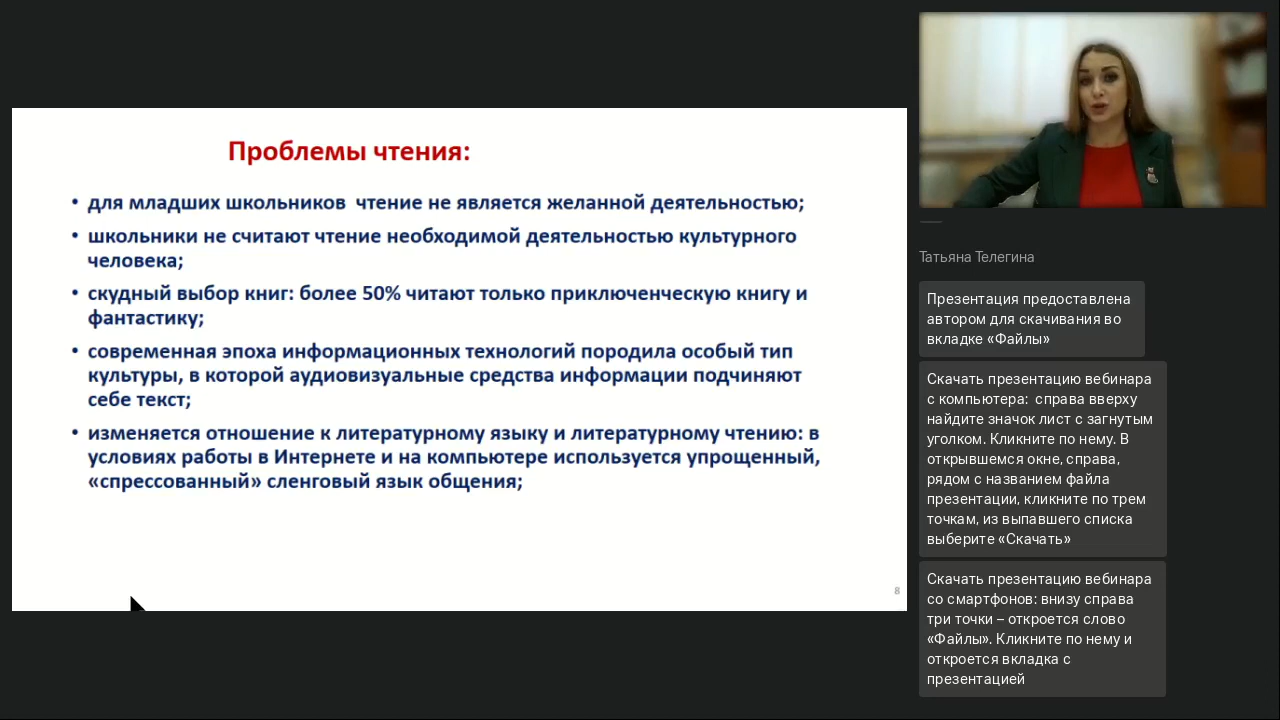 Проблемы чтения:
• для младших школьников  чтение не является желанной деятельностью;
• школьники не считают чтение необходимой деятельностью культурного
человека;
• скудный выбор книг: более 50% читают только приключенческую книгу и
фантастику;
• современная эпоха информационных технологий породила особый тип
культуры, в которой аудиовизуальные средства информации подчиняют
себе текст;
• изменяется отношение к литературному языку и литературному чтению: в
условиях работы в Интернете и на компьютере используется упрощенный,
«спрессованный» сленговый язык общения;
8
Татьяна Телегина
Презентация предоставлена
автором для скачивания во
вкладке «Файлы»
Скачать презентацию вебинара
с компьютера:  справа вверху
найдите значок лист с загнутым
уголком. Кликните по нему. В
открывшемся окне, справа,
рядом с названием файла
презентации, кликните по трем
точкам, из выпавшего списка
выберите «Скачать»
Скачать презентацию вебинара
со смартфонов: внизу справа
три точки – откроется слово
«Файлы». Кликните по нему и
откроется вкладка с
презентацией